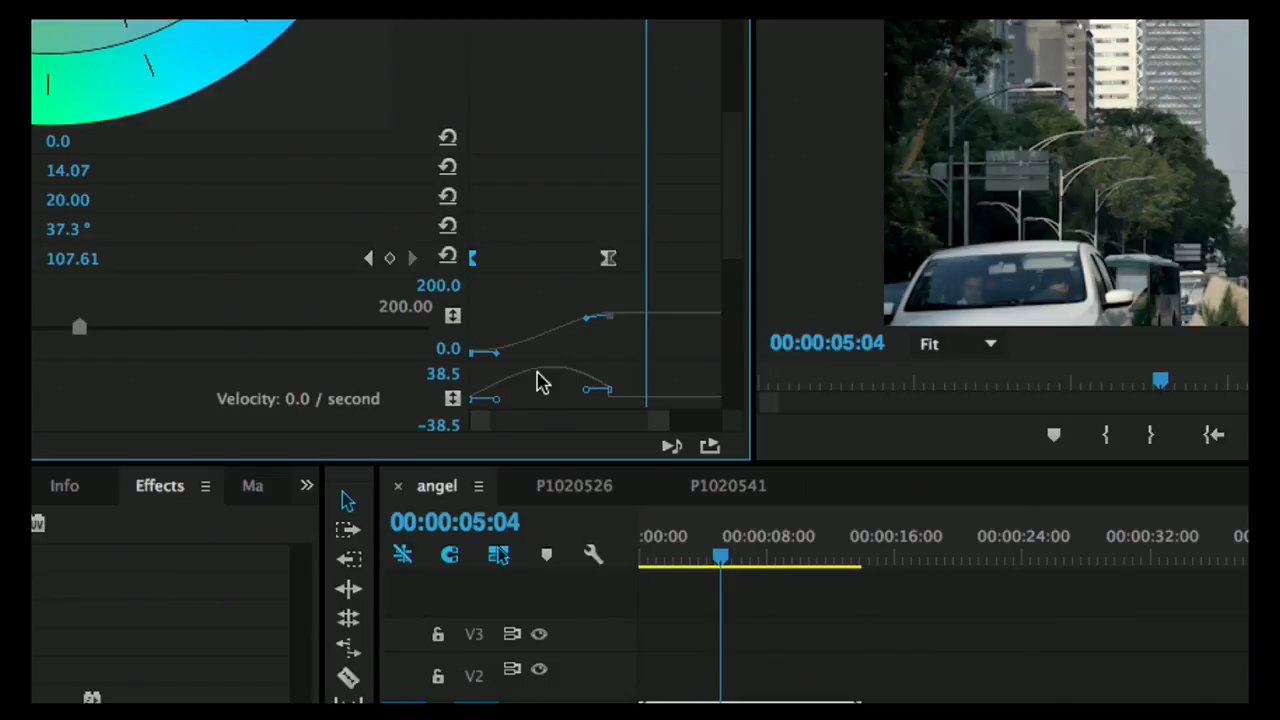 0.0
14.07
20.00
37.3 °
107.61
200.0
200.00
0.0
38.5
Velocity: 0.0 / second
-38.5
00:00:05:04
Fit
Info
Effects
Ma
angel
P1020526
P1020541
00:00:05:04
:00:00
00:00:08:00
00:00:16:00
00:00:24:00
00:00:32:00
V3
V2